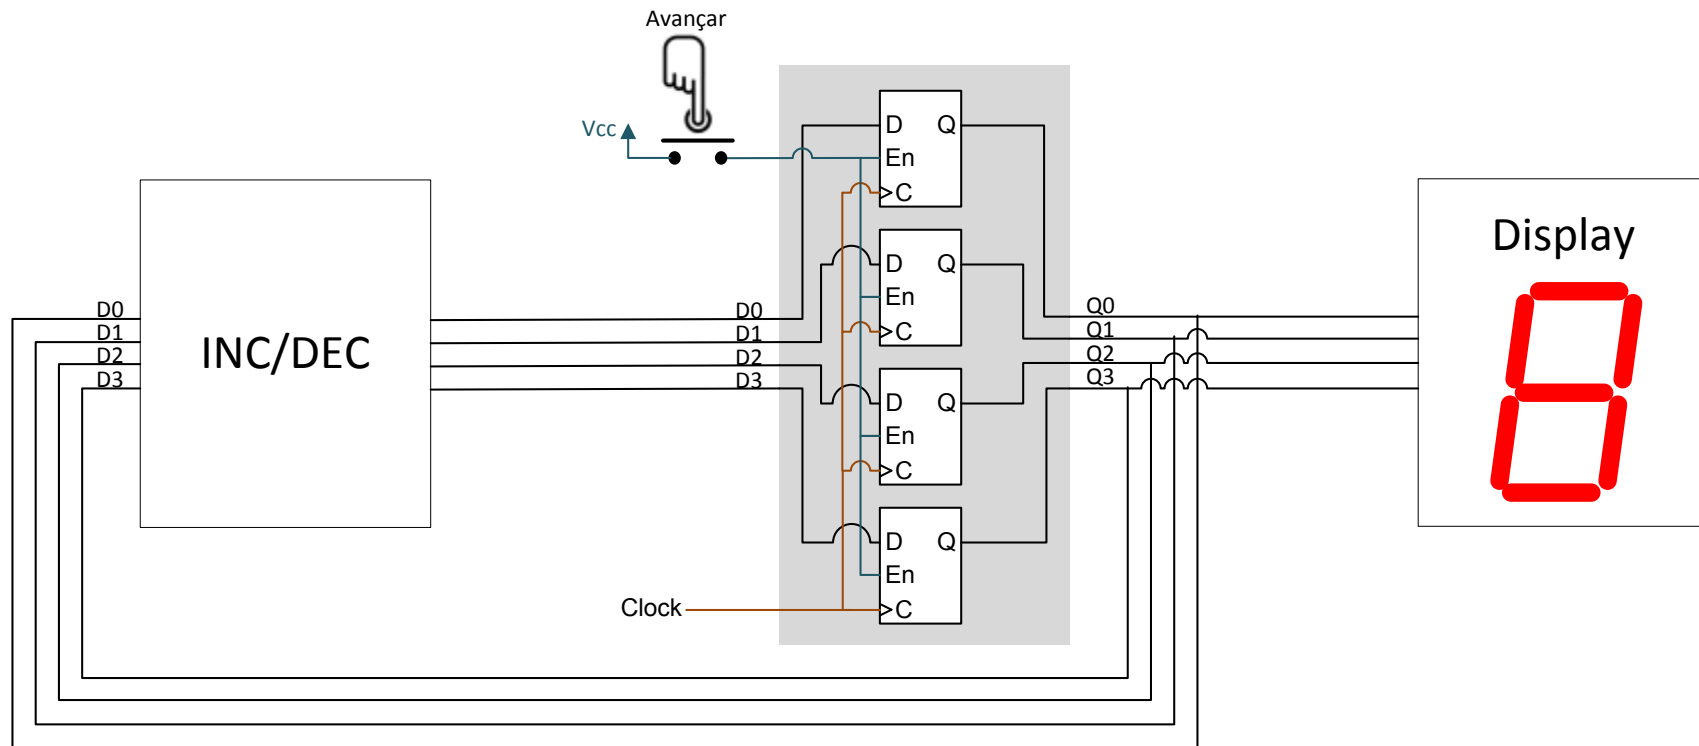 Avançar
Vcc
D Q
En
C
D Q
En
C
D Q
En
C
D Q
En
C
Clock
D0
D1
D2
D3
INC/DEC
D0
D1
D2
D3
Q0
Q1
Q2
Q3
Display
8